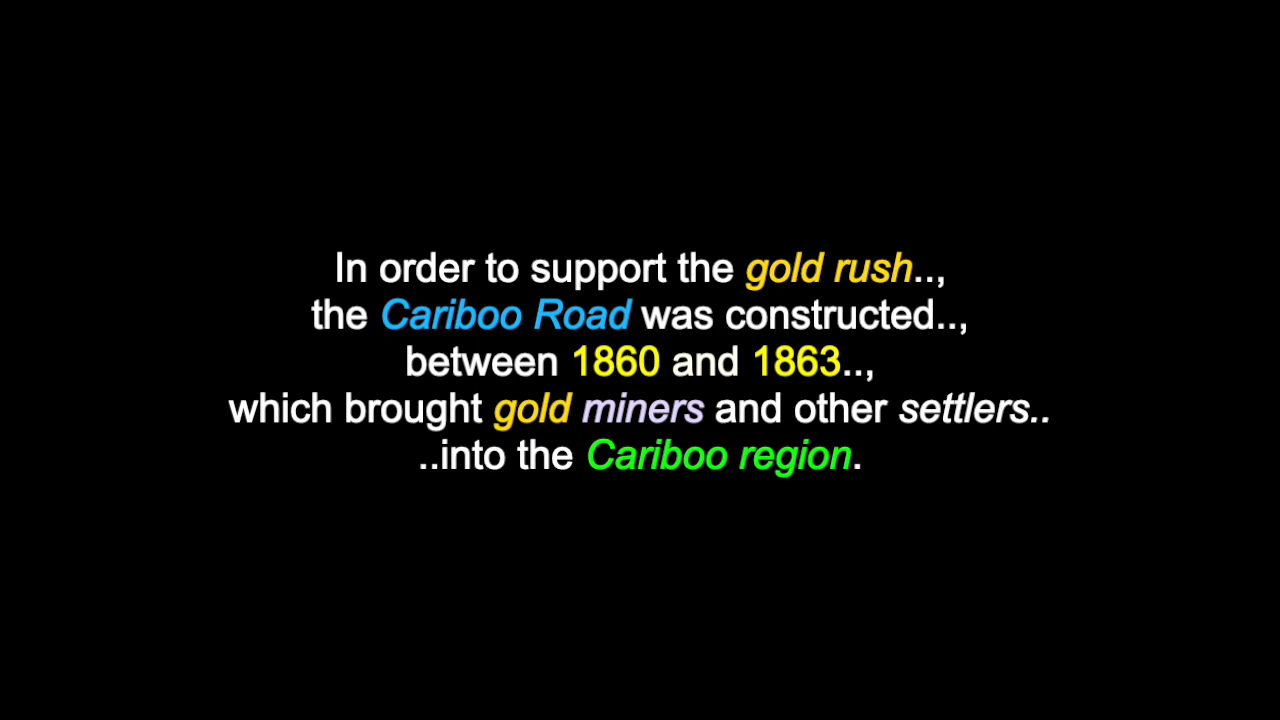 In order to support the gold rush..,
the Cariboo Road was constructed..,
between 1860 and 1863..,
which brought gold miners and other settlers..
..into the Cariboo region.